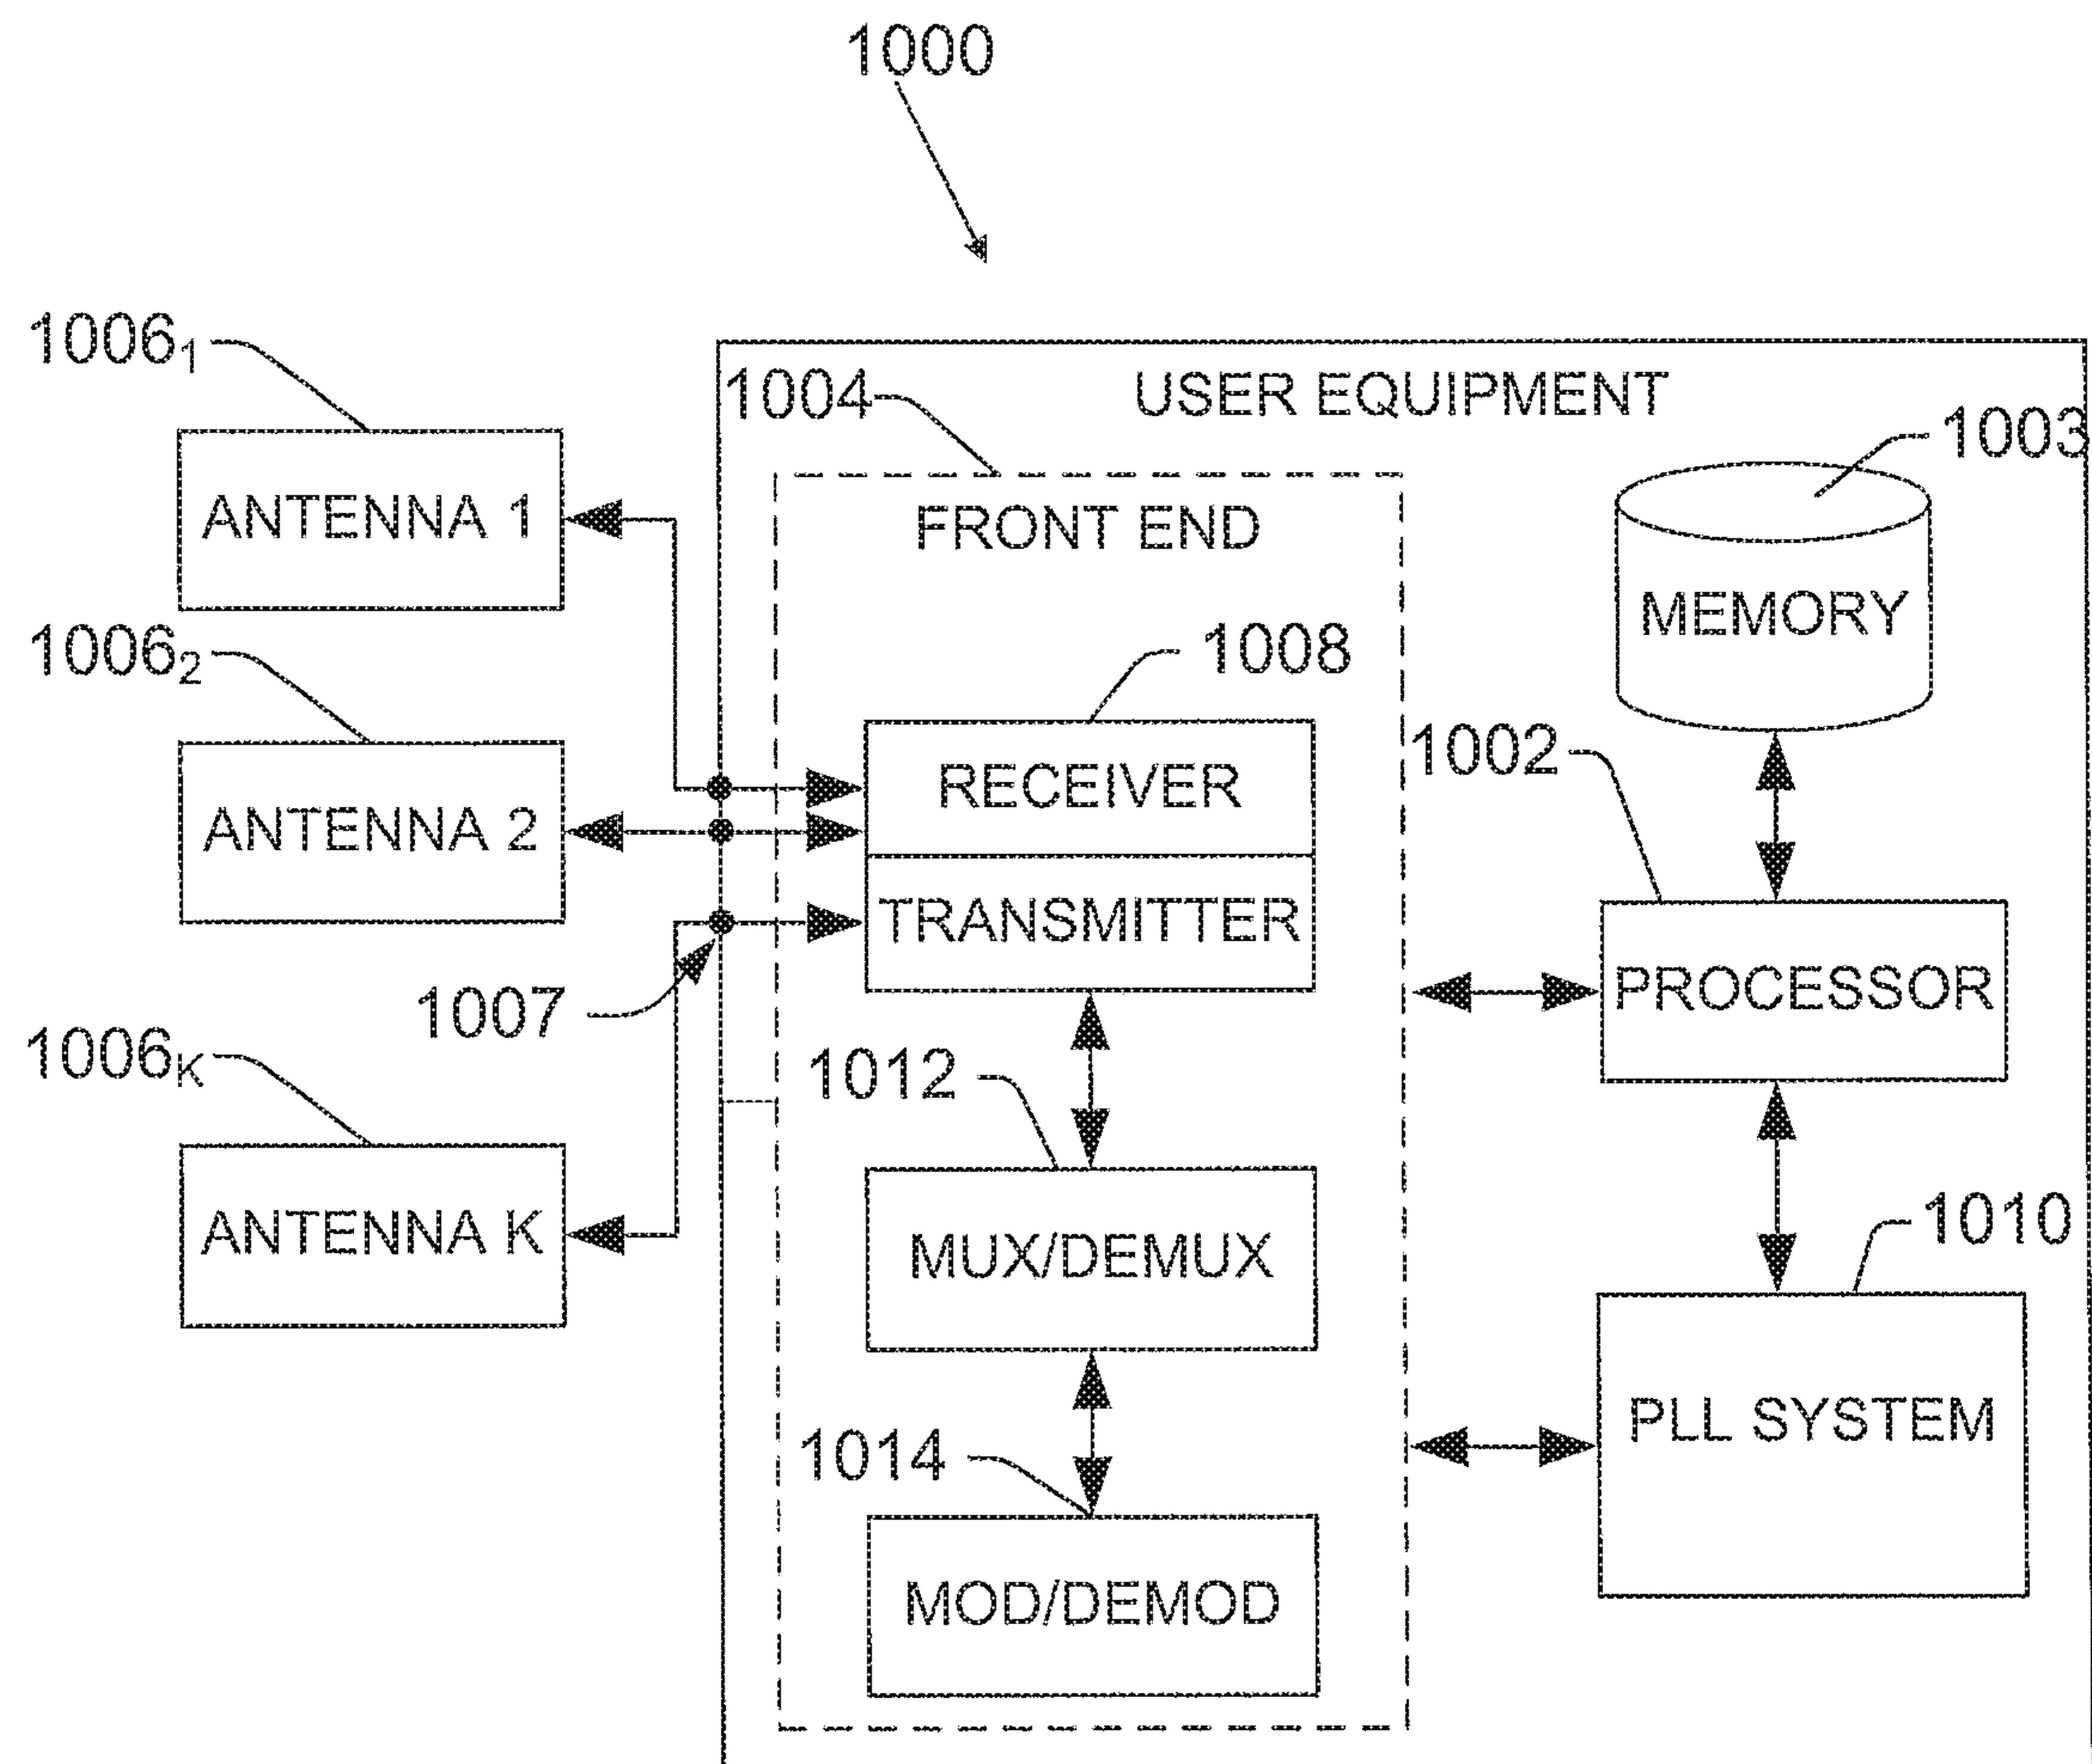 1000
1006₁
1004
USER EQUIPMENT
1003
ANTENNA 1
FRONT END
MEMORY
1006₂
1008
1002
RECEIVER
ANTENNA 2
TRANSMITTER
PROCESSOR
1007
1006K
1012
ANTENNA K
MUX/DEMUX
1010
PLL SYSTEM
1014
MOD/DEMOD